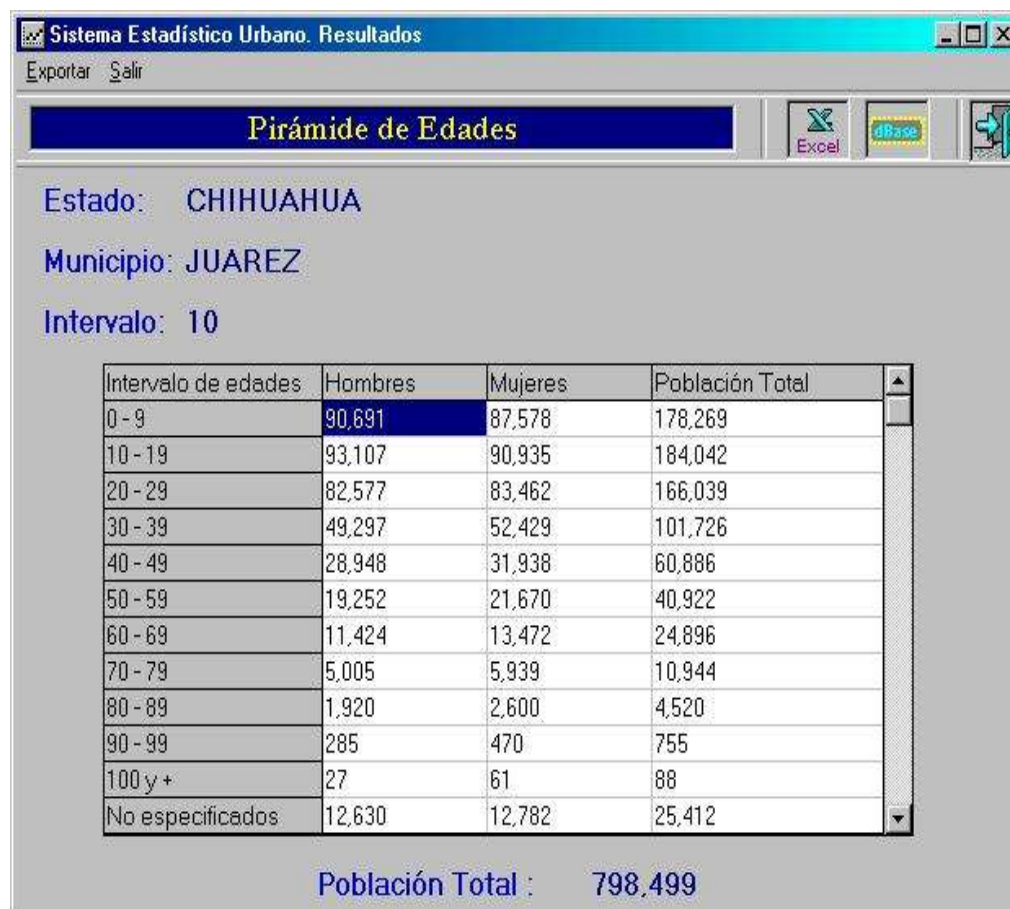 Sistema Estadístico Urbano. Resultados
Exportar Salir
Pirámide de Edades
Excel
dBase
Estado: CHIHUAHUA
Municipio: JUAREZ
Intervalo: 10
Intervalo de edades Hombres Mujeres Población Total
0 - 9 90,691 87,578 178,269
10 - 19 93,107 90,935 184,042
20 - 29 82,577 83,462 166,039
30 - 39 49,297 52,429 101,726
40 - 49 28,948 31,938 60,886
50 - 59 19,252 21,670 40,922
60 - 69 11,424 13,472 24,896
70 - 79 5,005 5,939 10,944
80 - 89 1,920 2,600 4,520
90 - 99 285 470 755
100 y + 27 61 88
No especificados 12,630 12,782 25,412
Población Total : 798,499